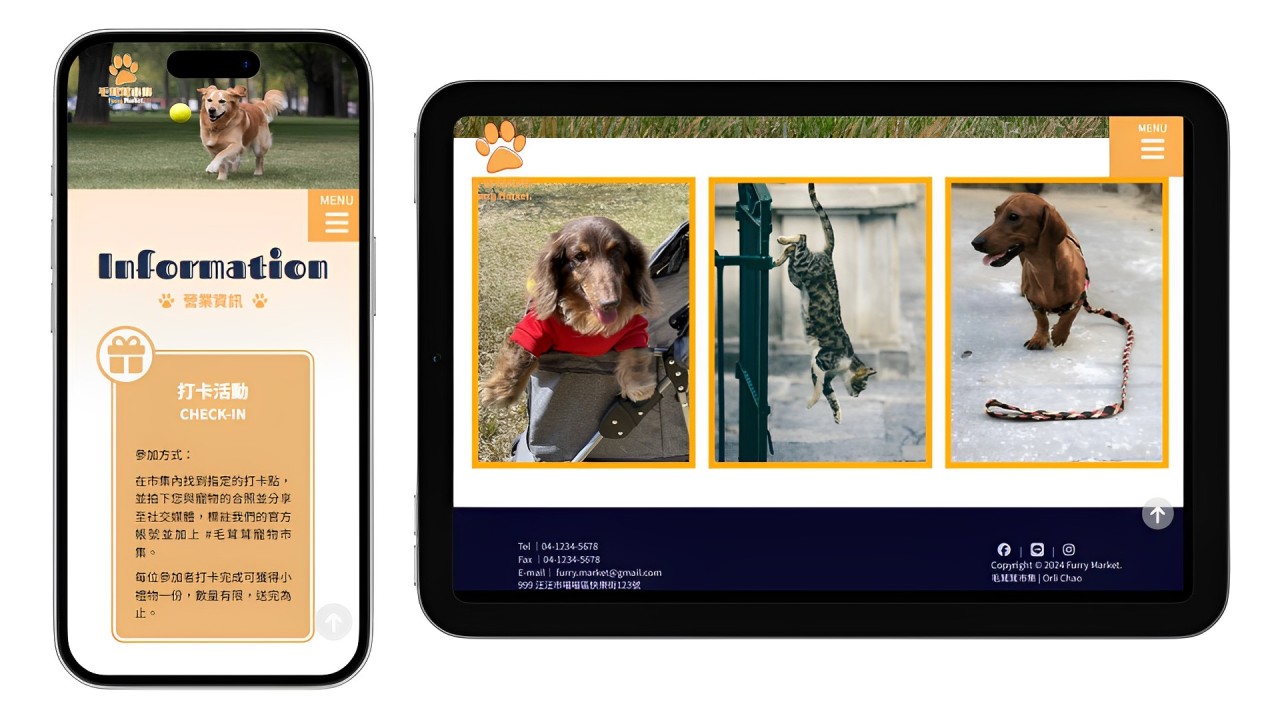 毛茸茸市集
Furry Market.
MENU
Information
營業資訊
打卡活動
CHECK-IN
參加方式：
在市集內找到指定的打卡點，
並拍下您與寵物的合照並分享
至社交媒體，標註我們的官方
帳號並加上 #毛茸茸寵物市
集。
每位參加者打卡完成可獲得小
禮物一份，數量有限，送完為
止。
MENU
Furry Market.
Tel｜04-1234-5678
Fax｜04-1234-5678
E-mail｜furry.market@gmail.com
999 汪汪市喵喵區快樂街123號
Copyright © 2024 Furry Market.
毛茸茸市集 | Orli Chao